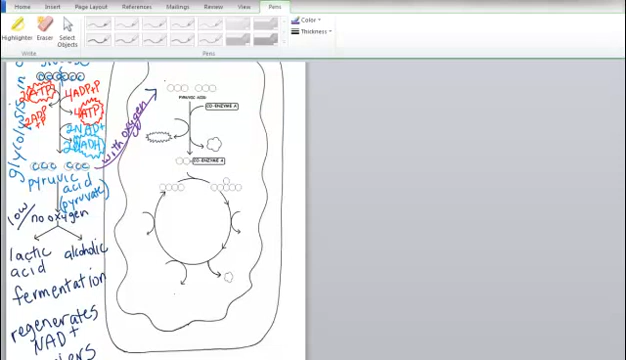 Home Insert Page Layout References Mailings Review View Pens
Highlighter Eraser Select Objects
Color
Thickness
Write
Pens
glycolysis in
ATP 4ADP+P
2ADP+P 4ATP
2NAD+
2NADH
with oxygen
PYRUVIC ACID
CO-ENZYME A
CO-ENZYME A
pyruvic acid
(pyruvate)
low/no oxygen
lactic acid alcoholic
fermentation
regenerates
NAD+